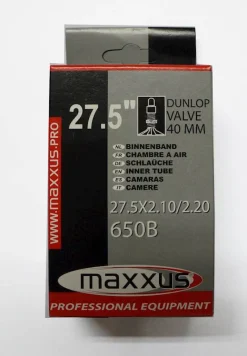 27.5"
DUNLOP
VALVE
40 MM
www.maxxus.pro
NL BINNENBAND
FR CHAMBRE A AIR
DE SCHLAÜCHE
EN INNER TUBE
ES CAMARAS
IT CAMERE
27.5X2.10/2.20
650B
maxxus
PROFESSIONAL EQUIPMENT